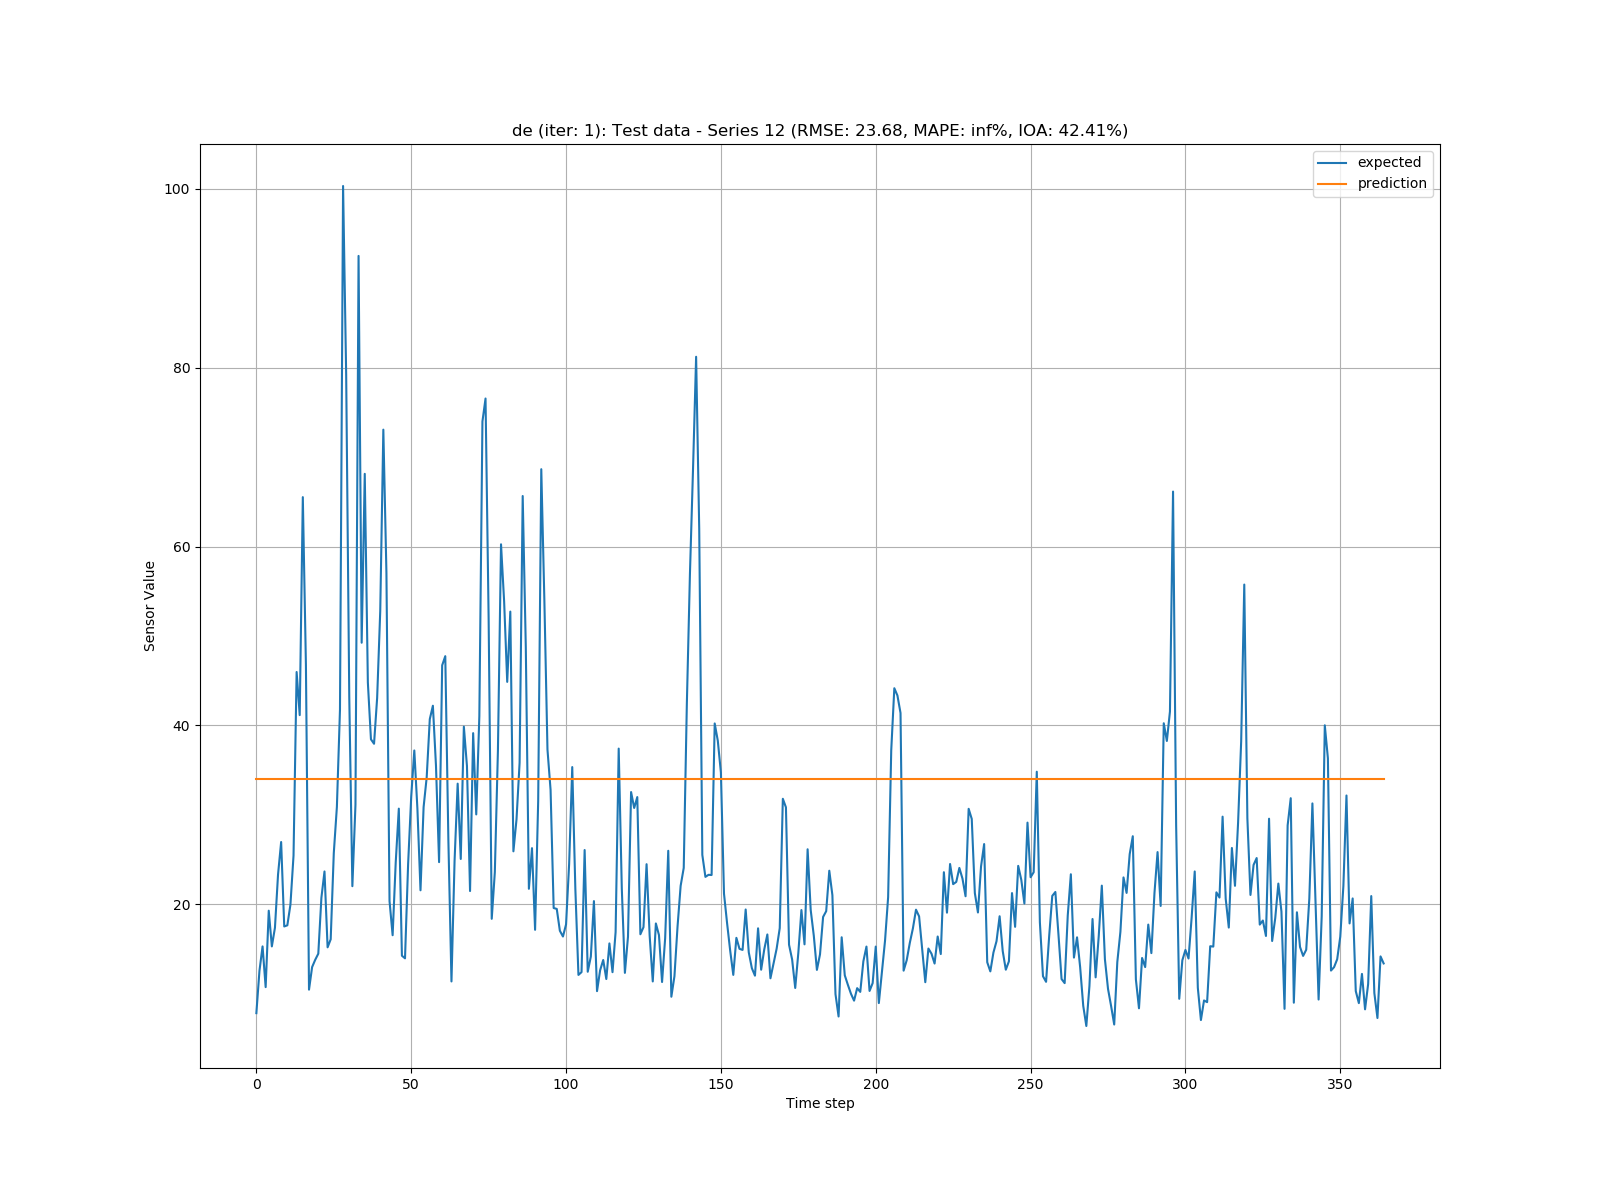 de (iter: 1): Test data - Series 12 (RMSE: 23.68, MAPE: inf%, IOA: 42.41%)
expected
prediction
100
80
60
40
20
Sensor Value
0 50 100 150 200 250 300 350
Time step